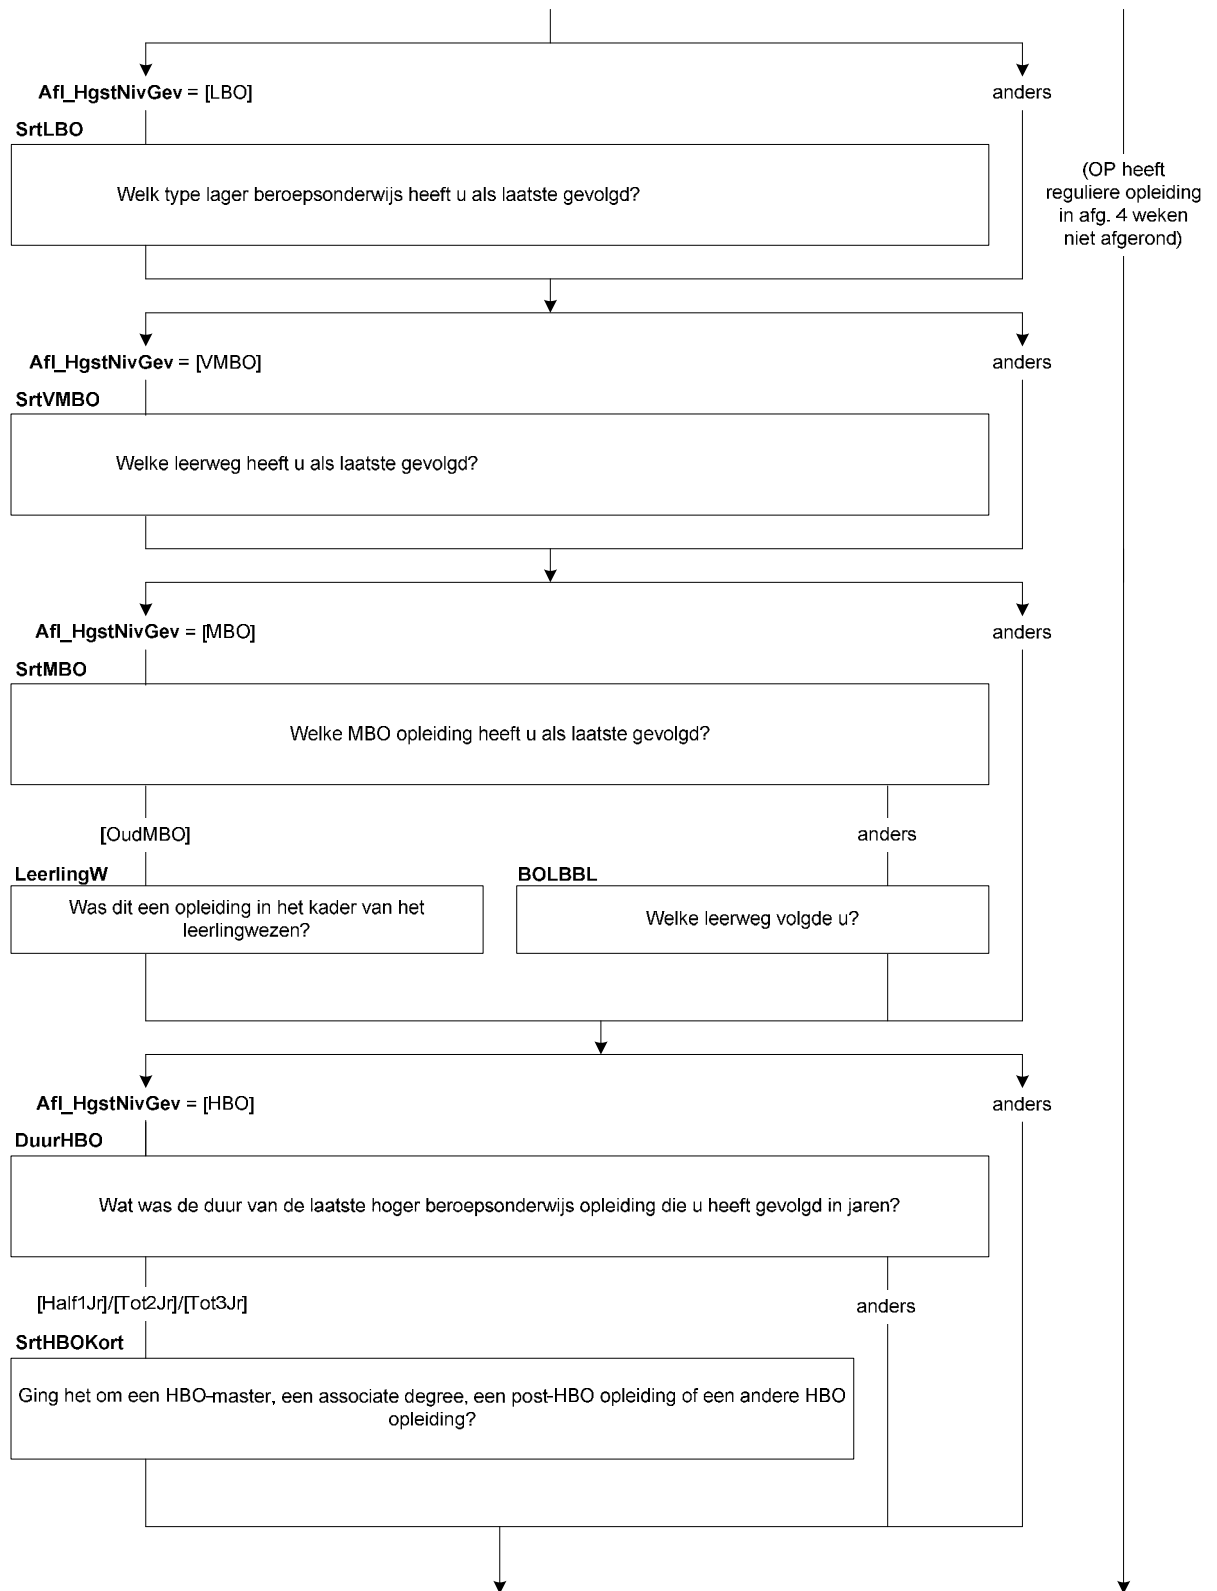 Afl_HgstNivGev = [LBO]
anders
SrtLBO
Welk type lager beroepsonderwijs heeft u als laatste gevolgd?
(OP heeft
reguliere opleiding
in afg. 4 weken
niet afgerond)
Afl_HgstNivGev = [VMBO]
anders
SrtVMBO
Welke leerweg heeft u als laatste gevolgd?
Afl_HgstNivGev = [MBO]
anders
SrtMBO
Welke MBO opleiding heeft u als laatste gevolgd?
[OudMBO]
anders
LeerlingW
BOLBBL
Was dit een opleiding in het kader van het
leerlingwezen?
Welke leerweg volgde u?
Afl_HgstNivGev = [HBO]
anders
DuurHBO
Wat was de duur van de laatste hoger beroepsonderwijs opleiding die u heeft gevolgd in jaren?
[Half1Jr]/[Tot2Jr]/[Tot3Jr]
anders
SrtHBOKort
Ging het om een HBO-master, een associate degree, een post-HBO opleiding of een andere HBO
opleiding?